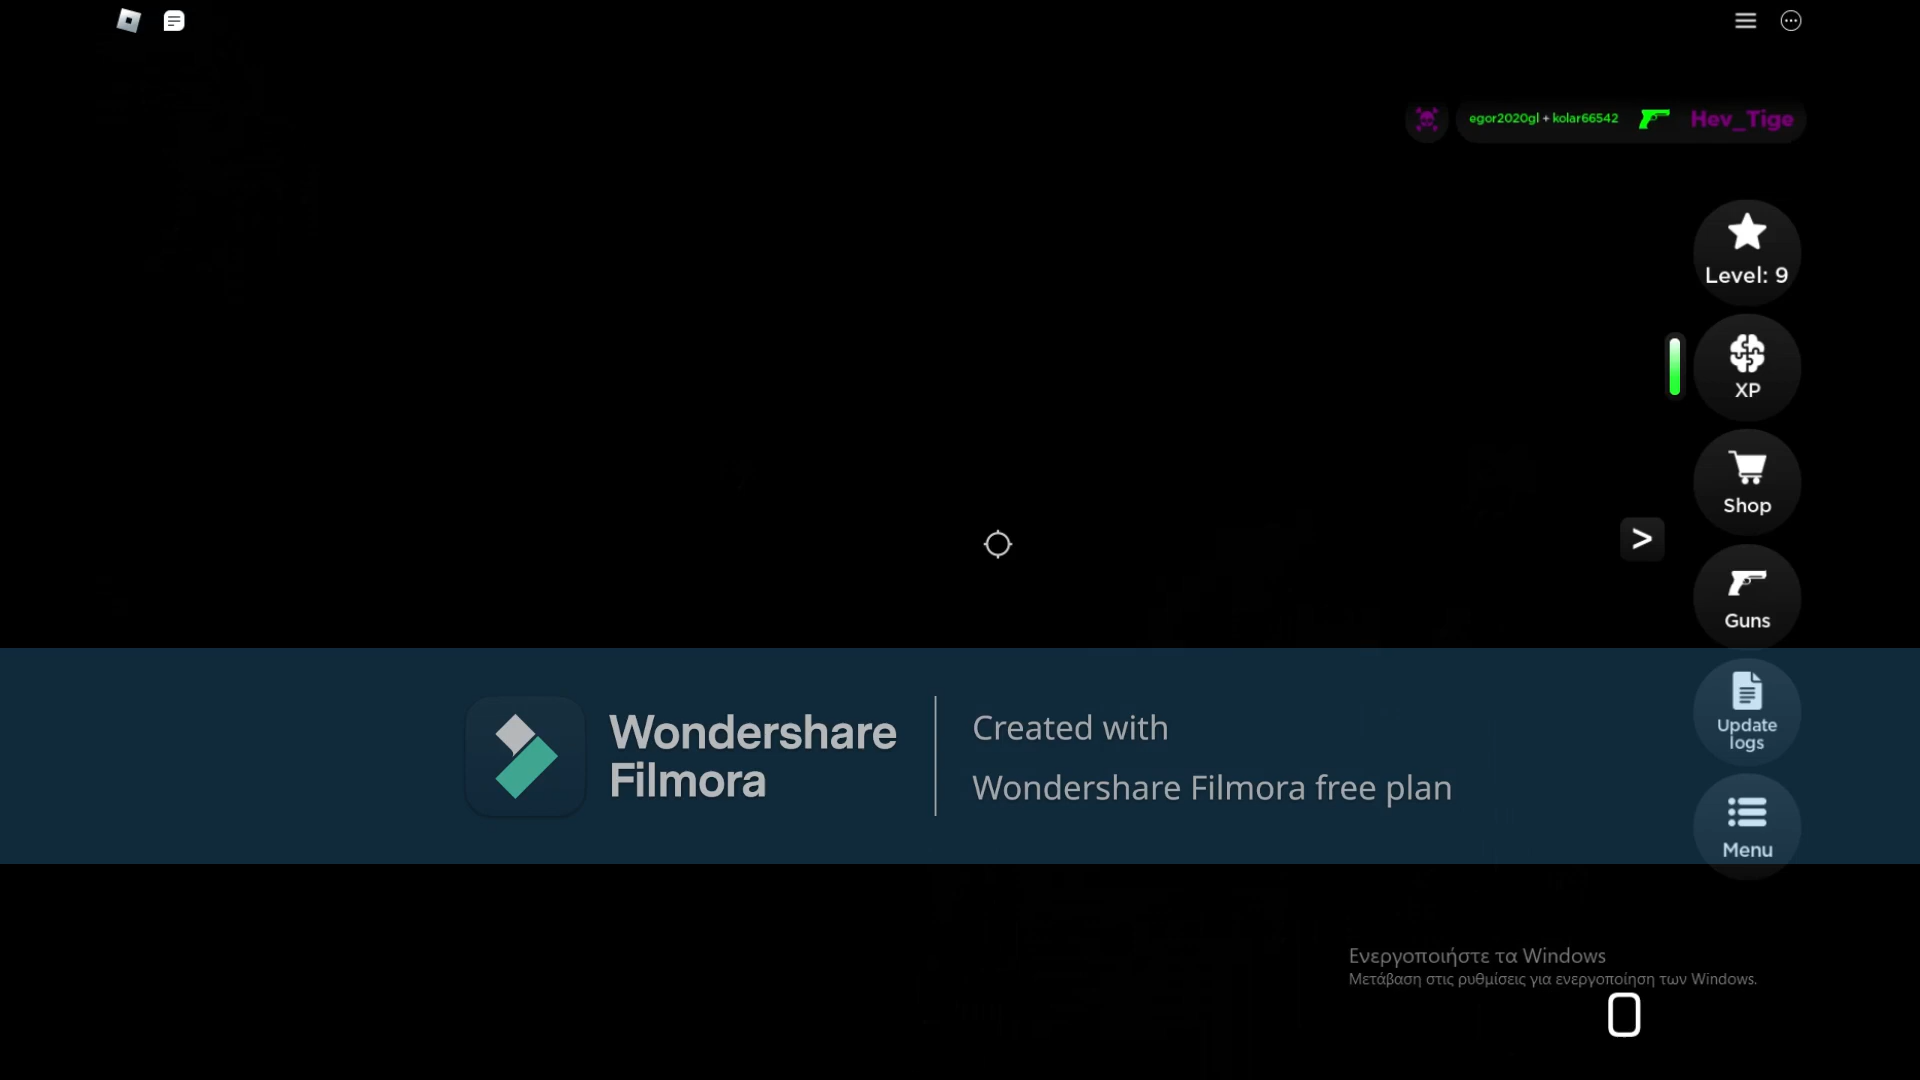 egor2020gl + kolar66542 Hev_Tige
Level: 9
XP
Shop
>
Guns
Wondershare
Filmora
Created with
Wondershare Filmora free plan
Update
logs
Menu
Ενεργοποιήστε τα Windows
Μετάβαση στις ρυθμίσεις για ενεργοποίηση των Windows.
0